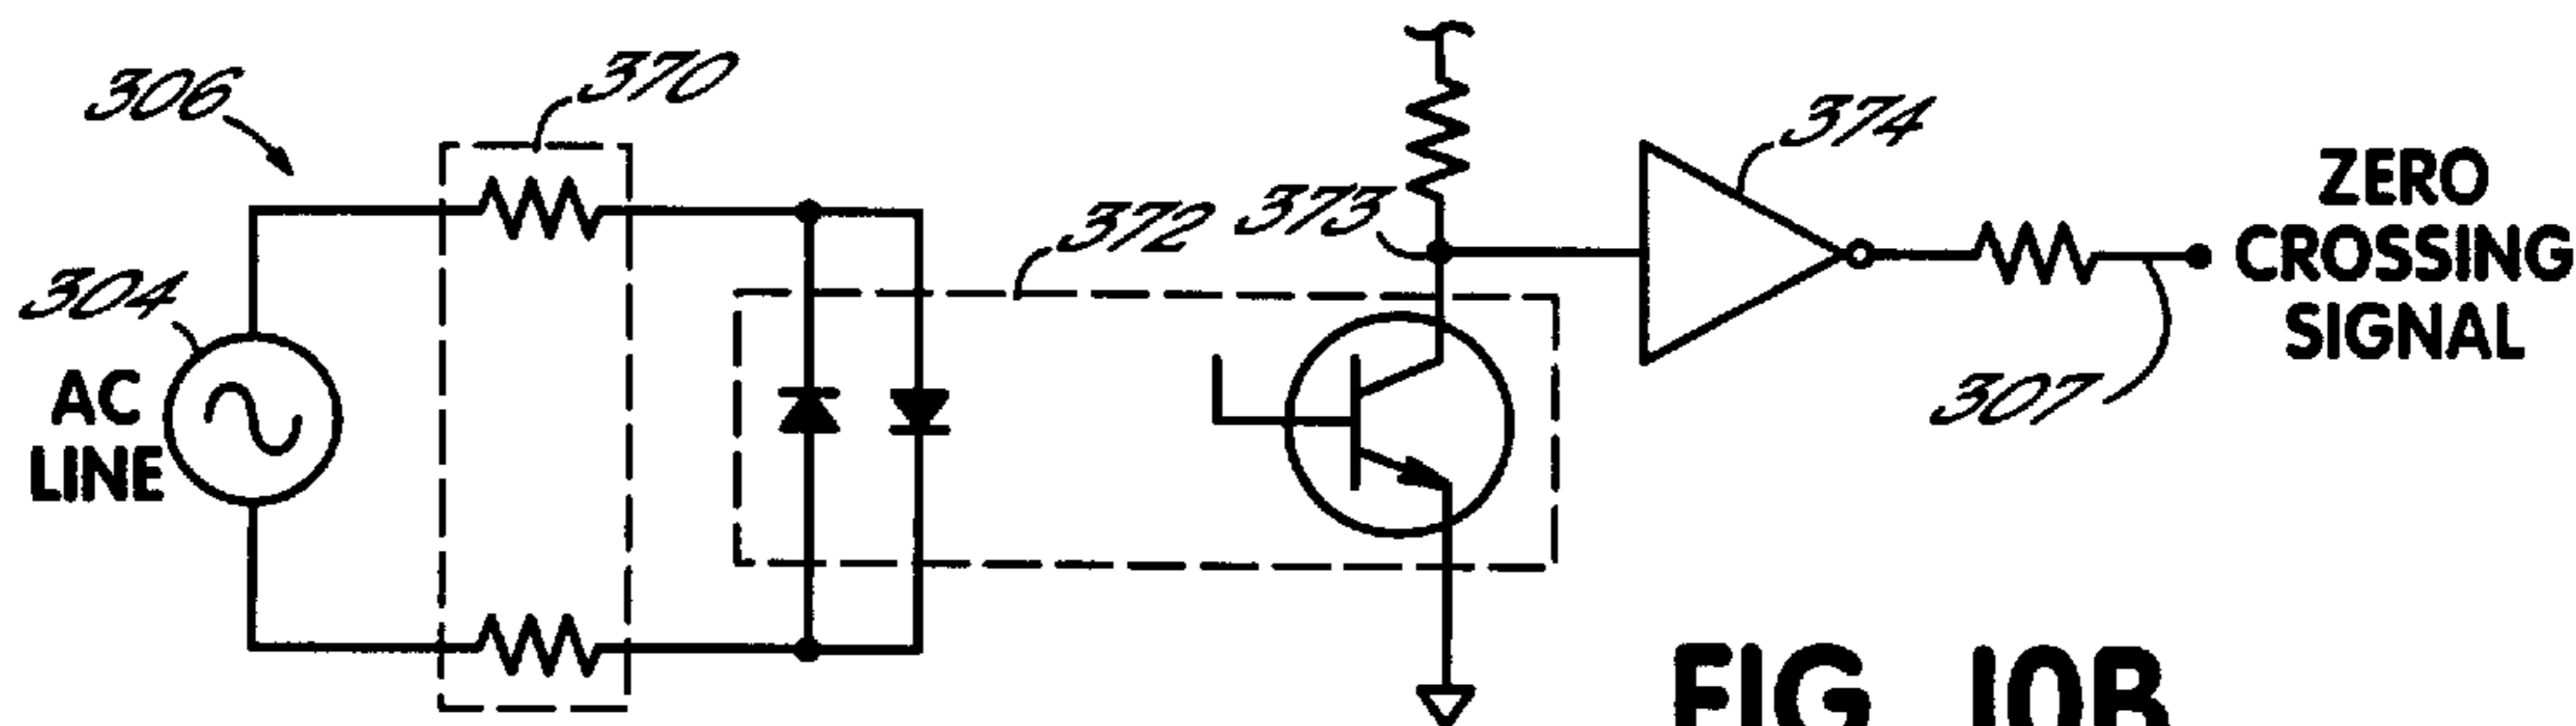 306
370
304
AC
LINE
372
373
374
307
ZERO
CROSSING
SIGNAL
FIG. 10B